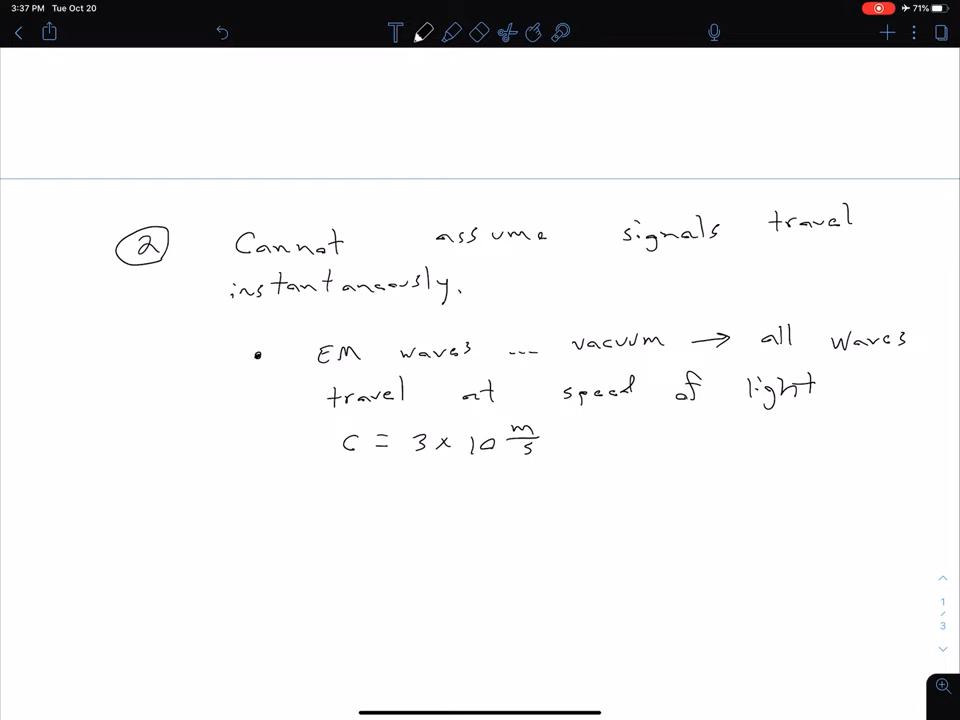 3:37 PM Tue Oct 20
71%
T
② Cannot assume signals travel
instantaneously.
• EM waves ... vacuum → all waves
travel at speed of light
C = 3 × 10 m/s
1
/
3